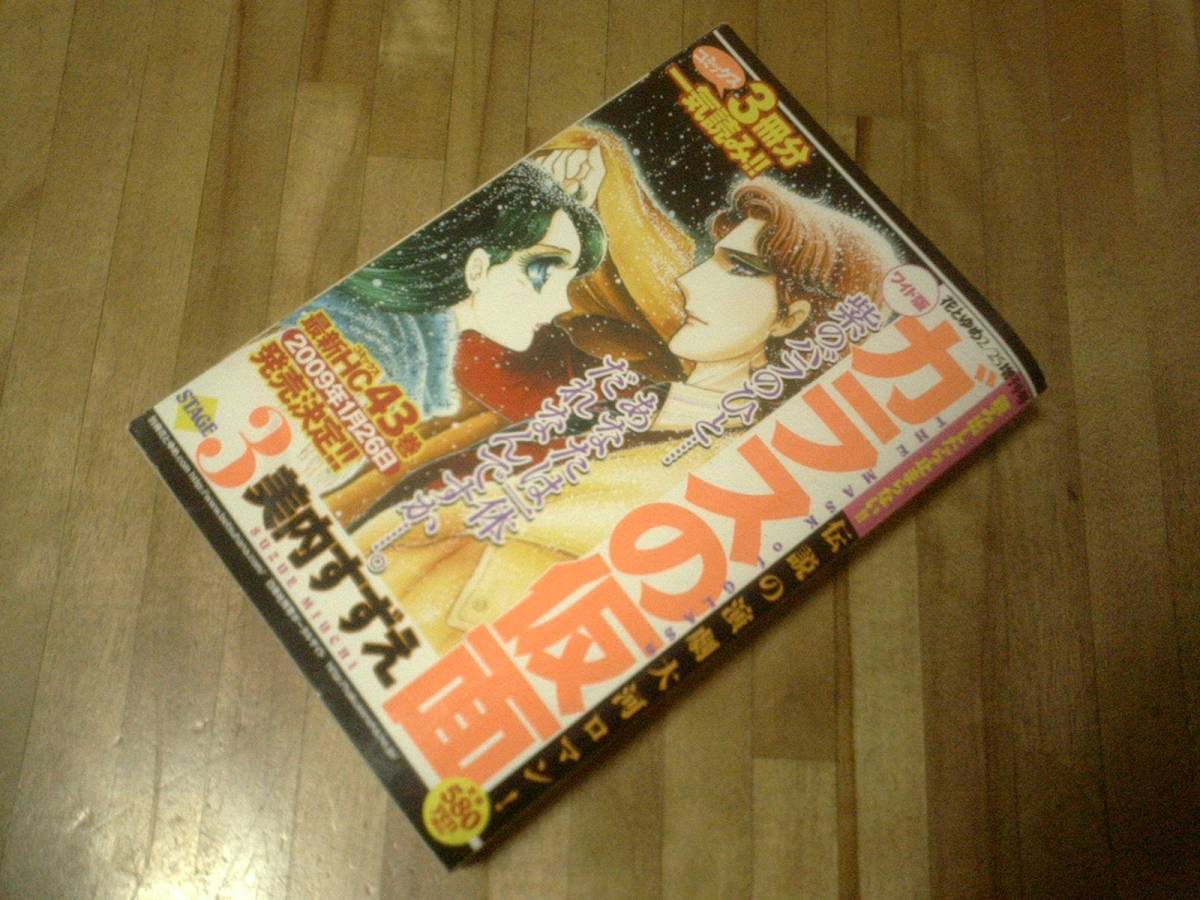 コミックス
3冊分
一気読み!!
ワイド版
花とゆめ2/25増刊号
ガラスの仮面
THE MASK OF GLASS
紫のバラのひと……
あなたは一体
だれなんですか……。
最新HC43巻
2009年1月26日
発売決定!!
STAGE
3
美内すずえ
SUZUE MIUCHI
伝説の演劇大河ロマン!
580